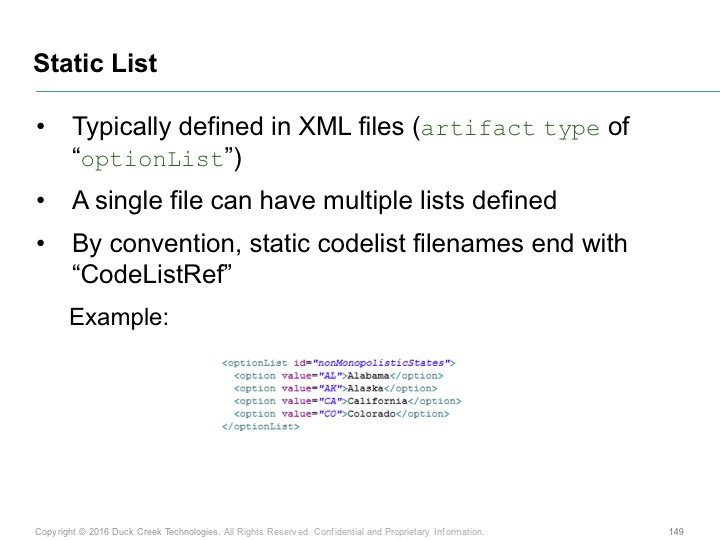 Static List
• Typically defined in XML files (artifact type of
“optionList”)
• A single file can have multiple lists defined
• By convention, static codelist filenames end with
“CodeListRef”
Example:
<optionList id="nonMonopolisticStates">
<option value="AL">Alabama</option>
<option value="AK">Alaska</option>
<option value="CA">California</option>
<option value="CO">Colorado</option>
</optionList>
Copyright © 2016 Duck Creek Technologies. All Rights Reserved. Confidential and Proprietary Information. 149